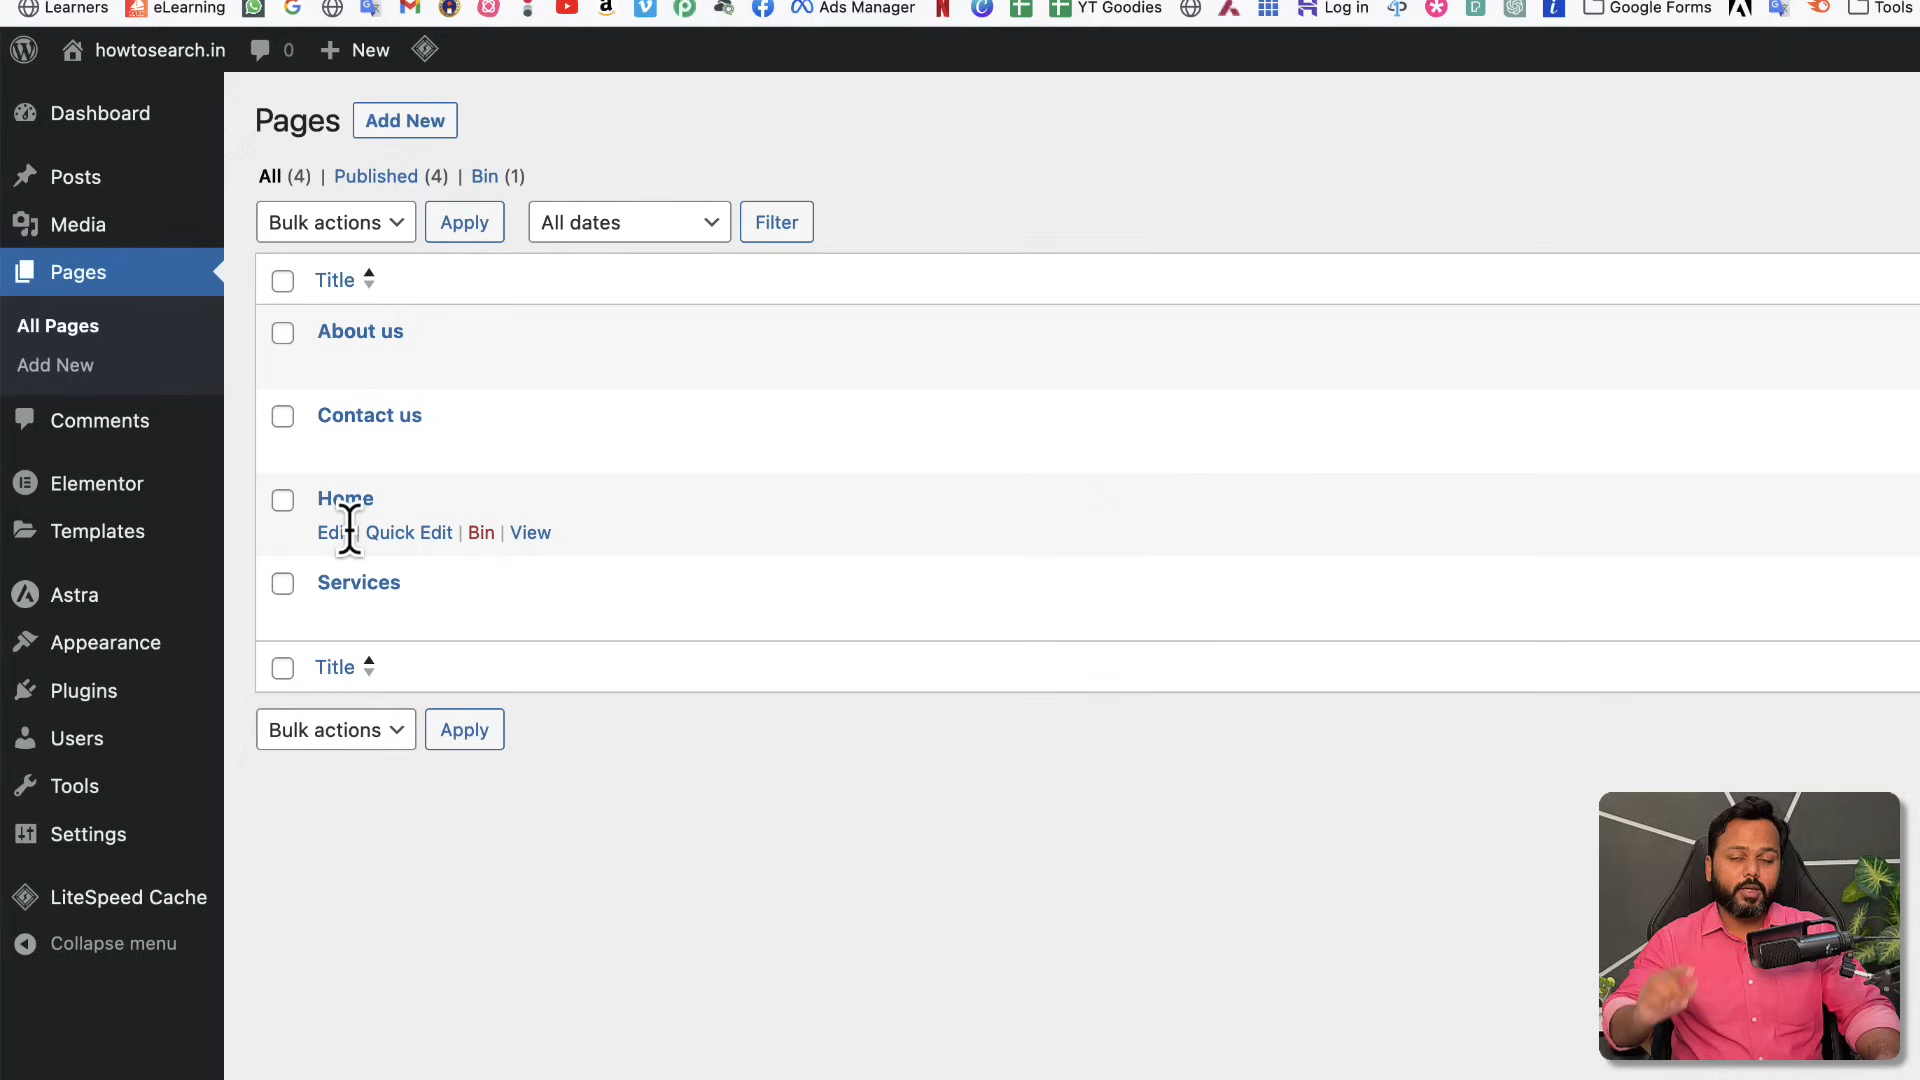 Learners eLearning Ads Manager YT Goodies Log in Google Forms Tools
howtosearch.in 0 New
Dashboard
Posts
Media
Pages
All Pages
Add New
Comments
Elementor
Templates
Astra
Appearance
Plugins
Users
Tools
Settings
LiteSpeed Cache
Collapse menu
Pages Add New
All (4) | Published (4) | Bin (1)
Bulk actions Apply All dates Filter
Title
About us
Contact us
Home
Edit | Quick Edit | Bin | View
Services
Title
Bulk actions Apply